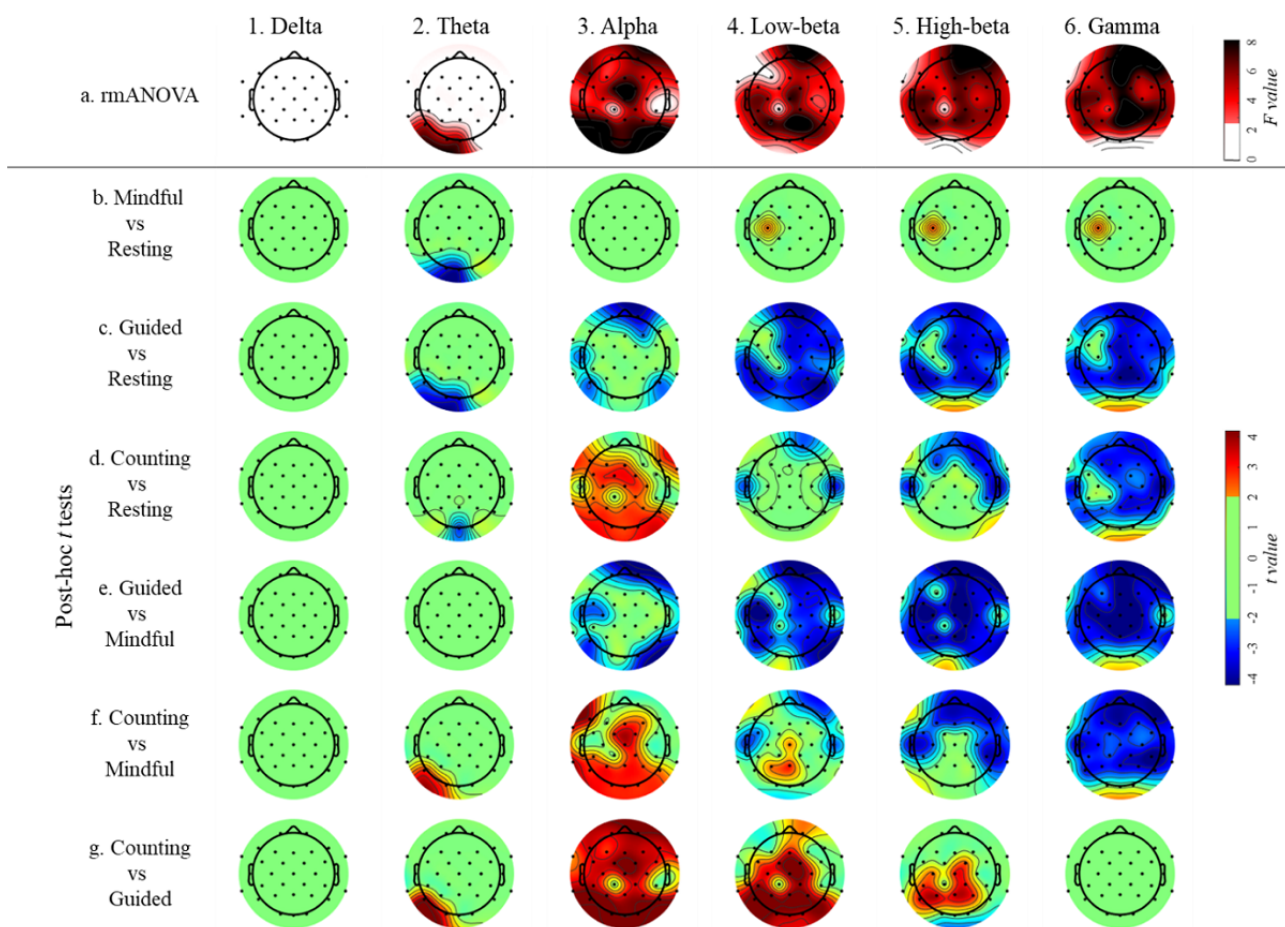 1. Delta
2. Theta
3. Alpha
4. Low-beta
5. High-beta
6. Gamma
a. rmANOVA
0 2 4 6 8
F value
Post-hoc t tests
b. Mindful
vs
Resting
c. Guided
vs
Resting
d. Counting
vs
Resting
e. Guided
vs
Mindful
f. Counting
vs
Mindful
g. Counting
vs
Guided
-4 -3 -2 -1 0 1 2 3 4
t value